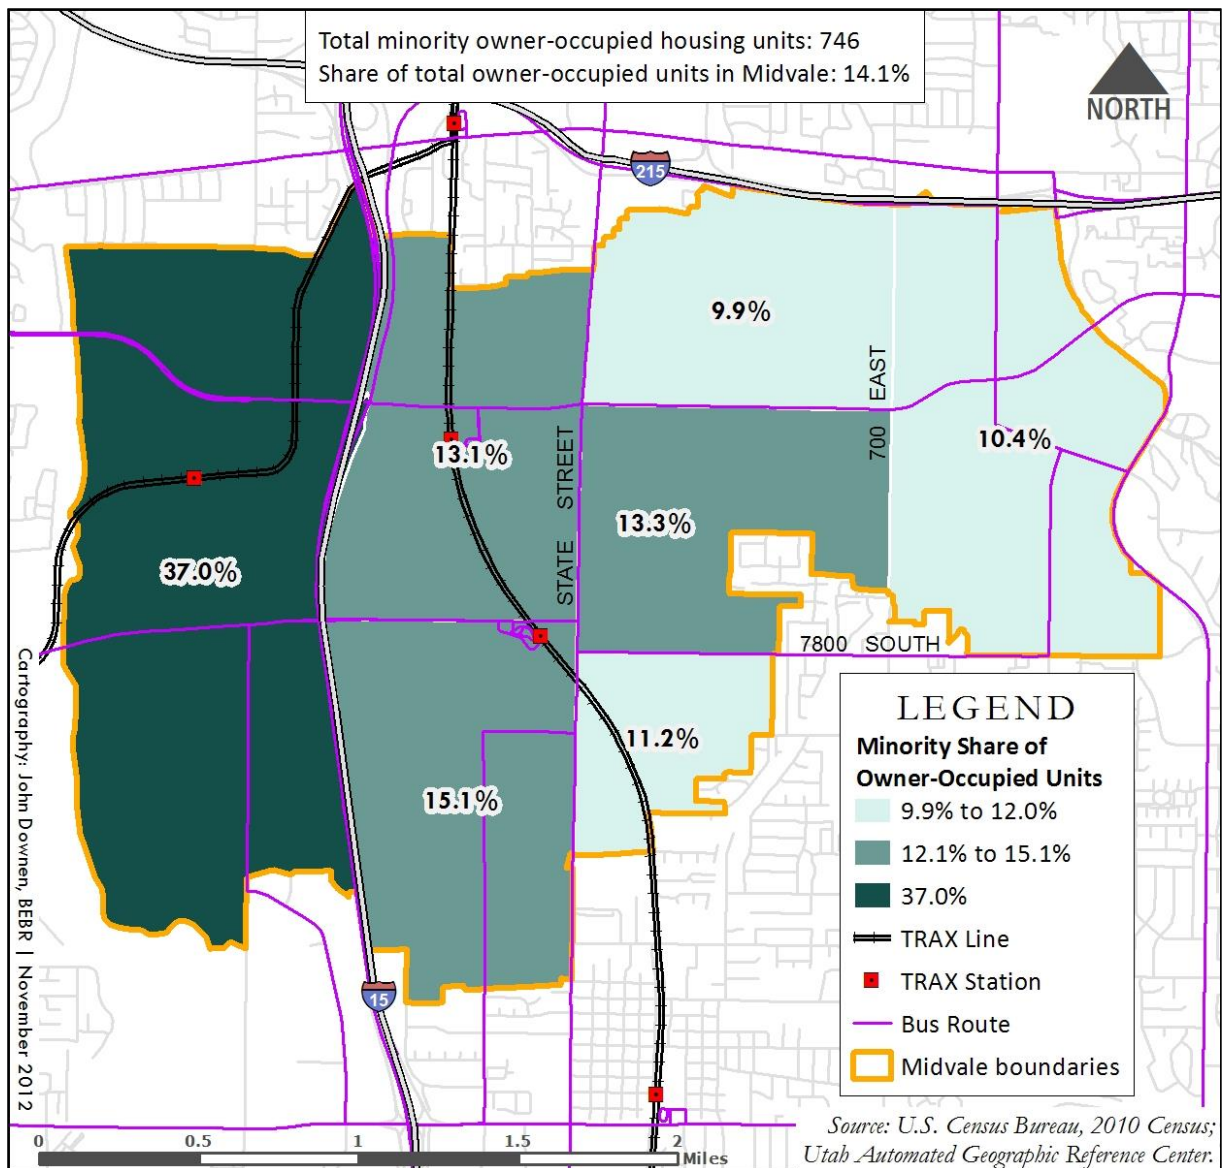 Total minority owner-occupied housing units: 746
Share of total owner-occupied units in Midvale: 14.1%
NORTH
215
9.9%
700 EAST
10.4%
13.1%
STATE STREET
13.3%
37.0%
7800 SOUTH
11.2%
15.1%
15
LEGEND
Minority Share of
Owner-Occupied Units
9.9% to 12.0%
12.1% to 15.1%
37.0%
TRAX Line
TRAX Station
Bus Route
Midvale boundaries
Cartography: John Downen, BEBR | November 2012
Source: U.S. Census Bureau, 2010 Census;
Utah Automated Geographic Reference Center.
0 0.5 1 1.5 2 Miles